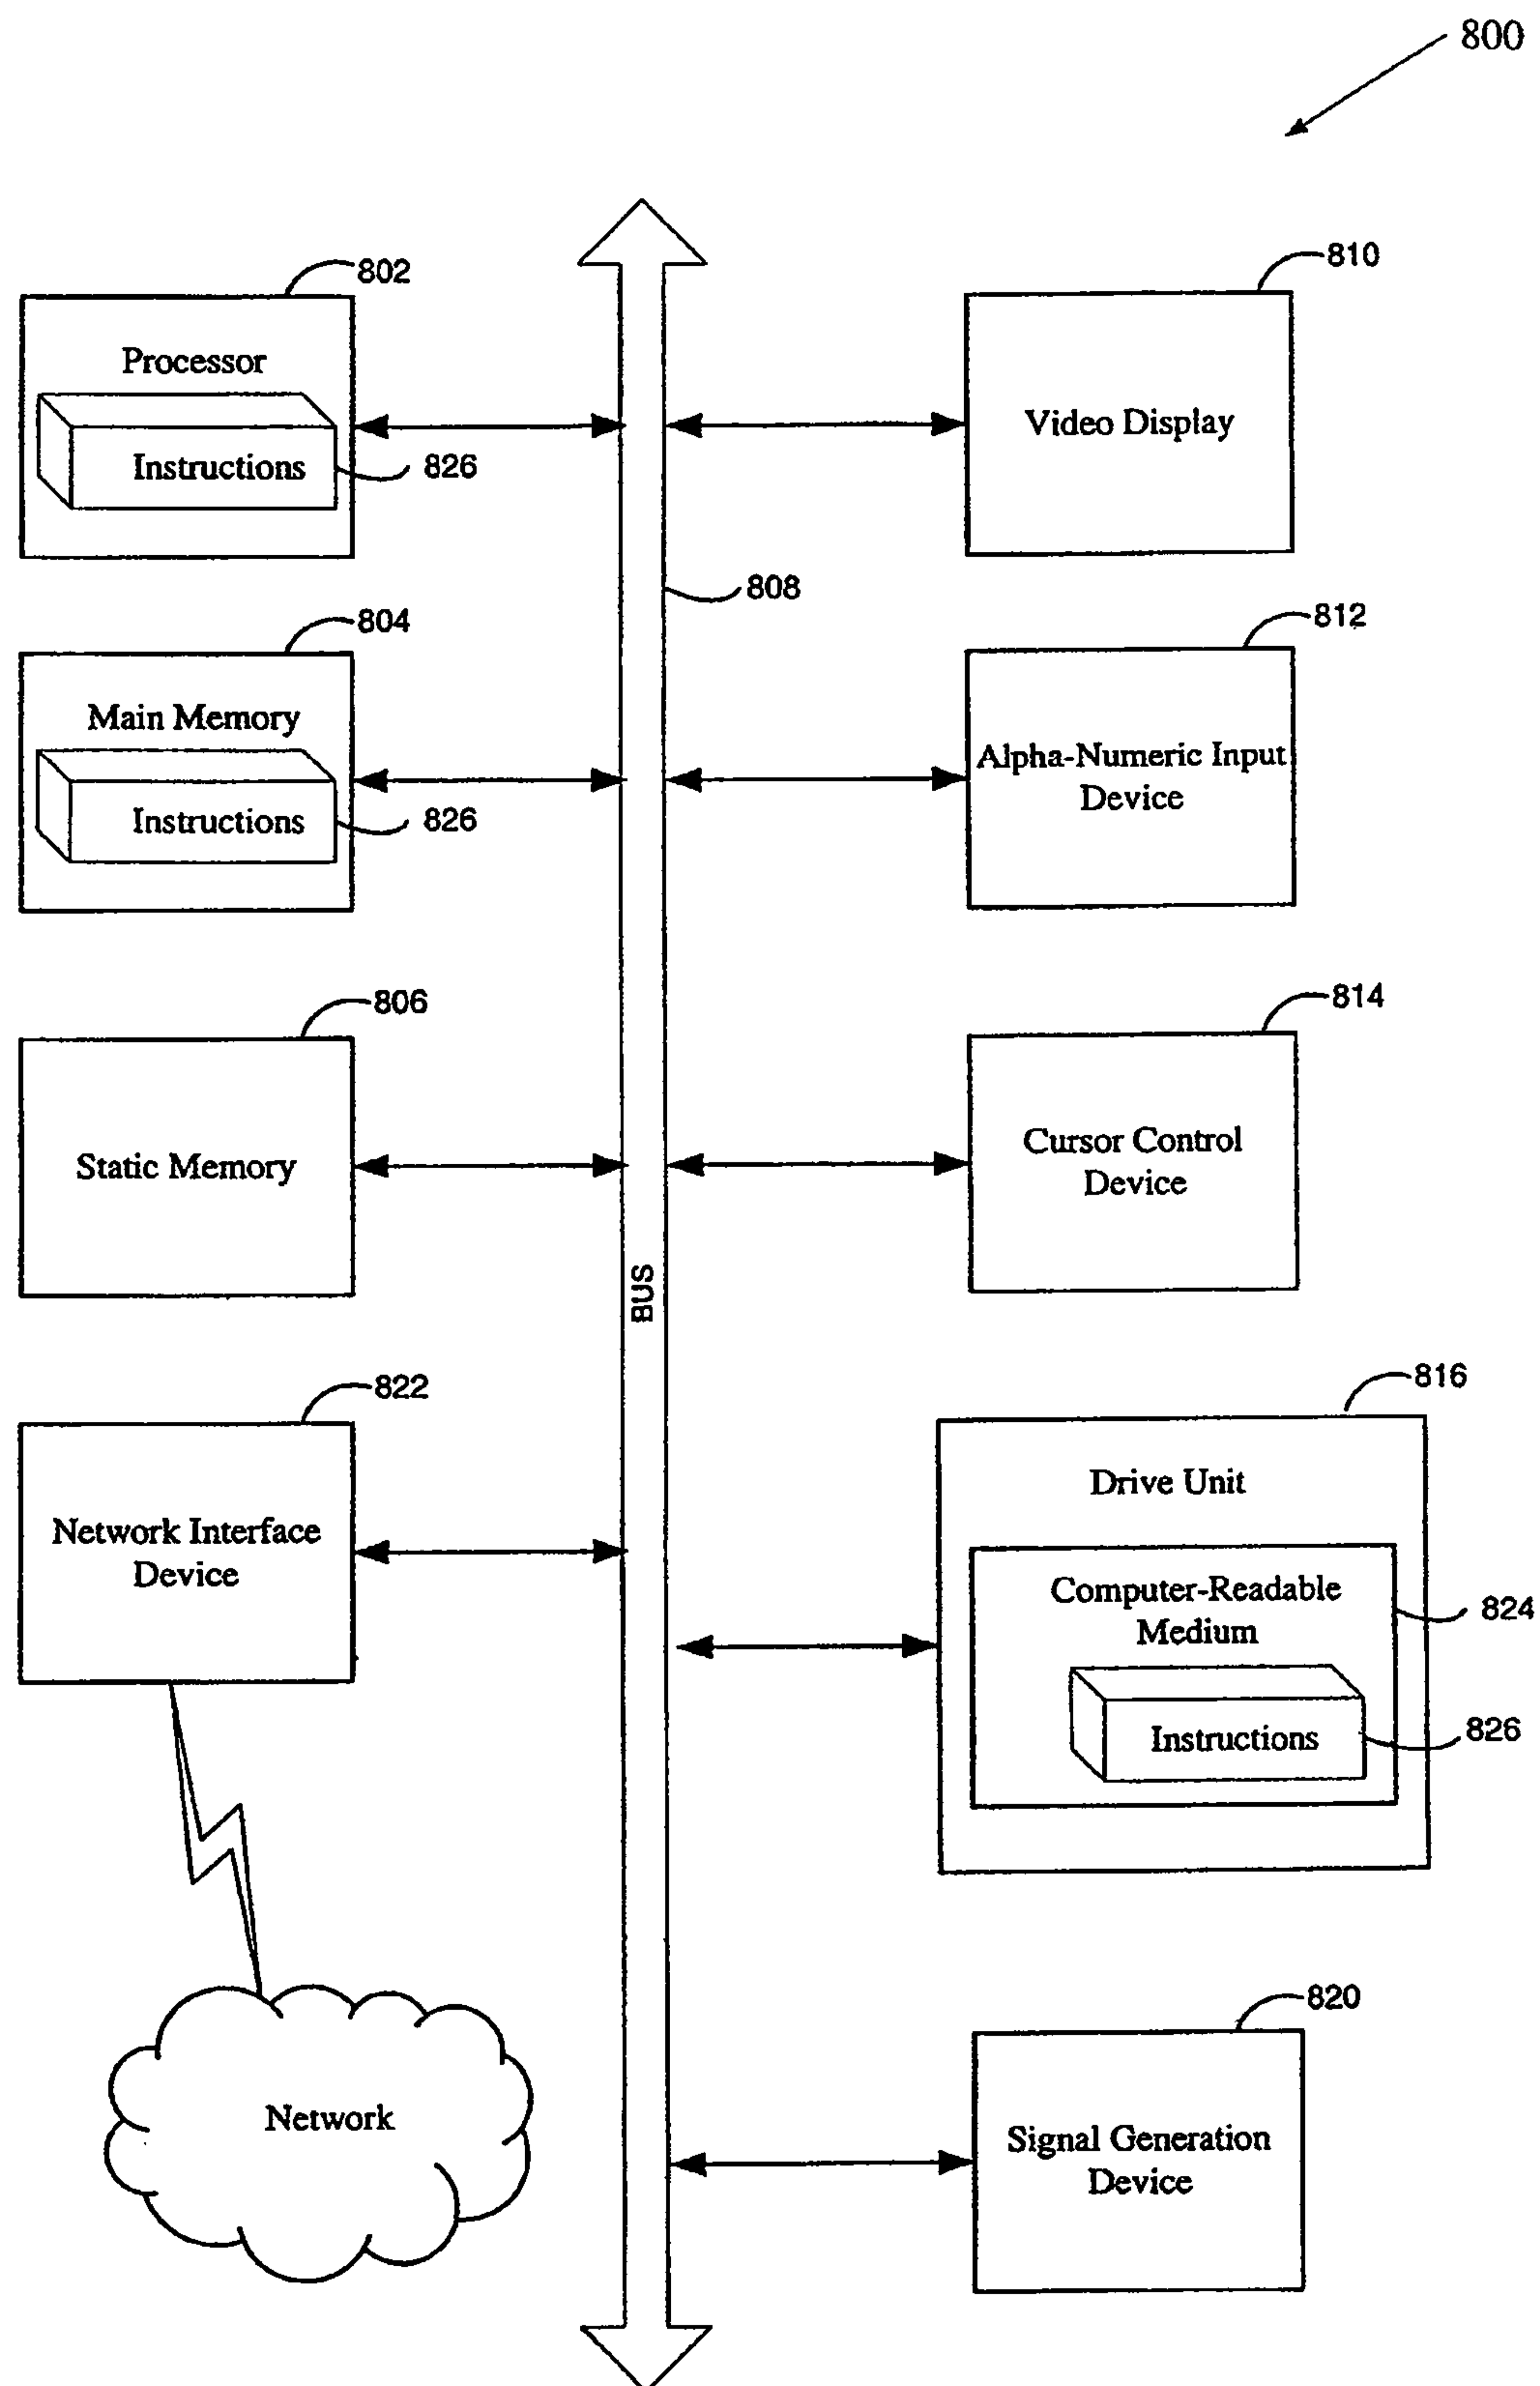 800
802
Processor
Instructions
826
810
Video Display
808
804
Main Memory
Instructions
826
812
Alpha-Numeric Input
Device
806
Static Memory
814
Cursor Control
Device
BUS
822
Network Interface
Device
816
Drive Unit
Computer-Readable
Medium
824
Instructions
826
Network
820
Signal Generation
Device